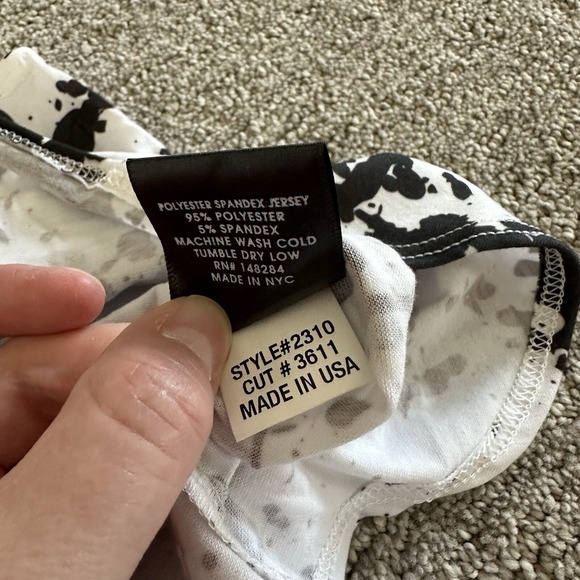 POLYESTER SPANDEX JERSEY
95% POLYESTER
5% SPANDEX
MACHINE WASH COLD
TUMBLE DRY LOW
RN# 148284
MADE IN NYC
STYLE#2310
CUT # 3611
MADE IN USA